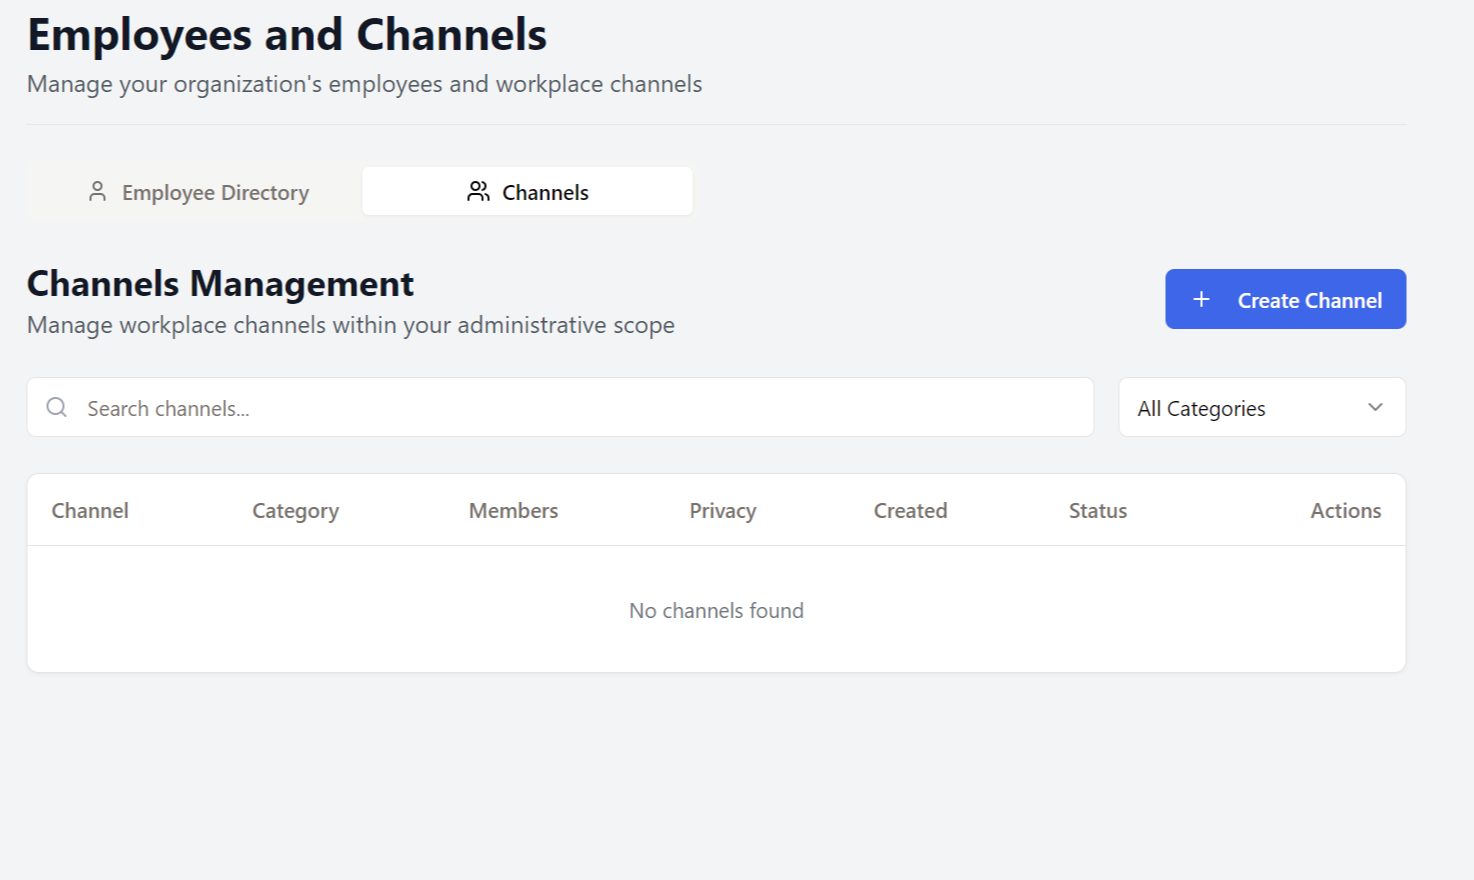 Employees and Channels
Manage your organization's employees and workplace channels
Employee Directory
Channels
Channels Management
Manage workplace channels within your administrative scope
Create Channel
Search channels...
All Categories
Channel Category Members Privacy Created Status Actions
No channels found